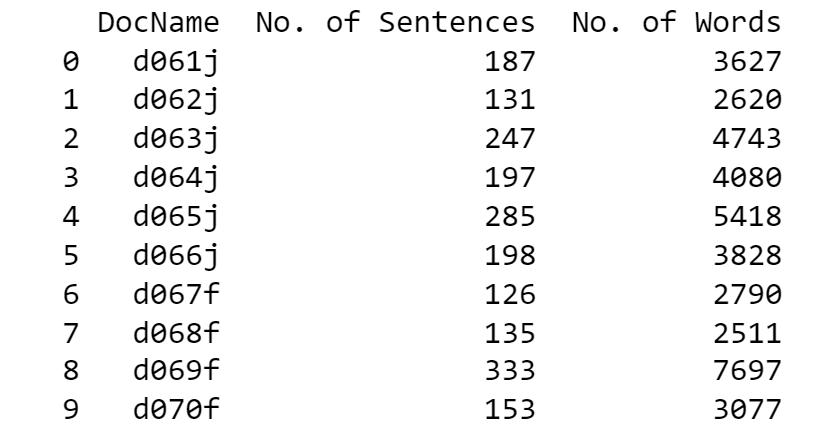 DocName No. of Sentences No. of Words
0 d061j 187 3627
1 d062j 131 2620
2 d063j 247 4743
3 d064j 197 4080
4 d065j 285 5418
5 d066j 198 3828
6 d067f 126 2790
7 d068f 135 2511
8 d069f 333 7697
9 d070f 153 3077